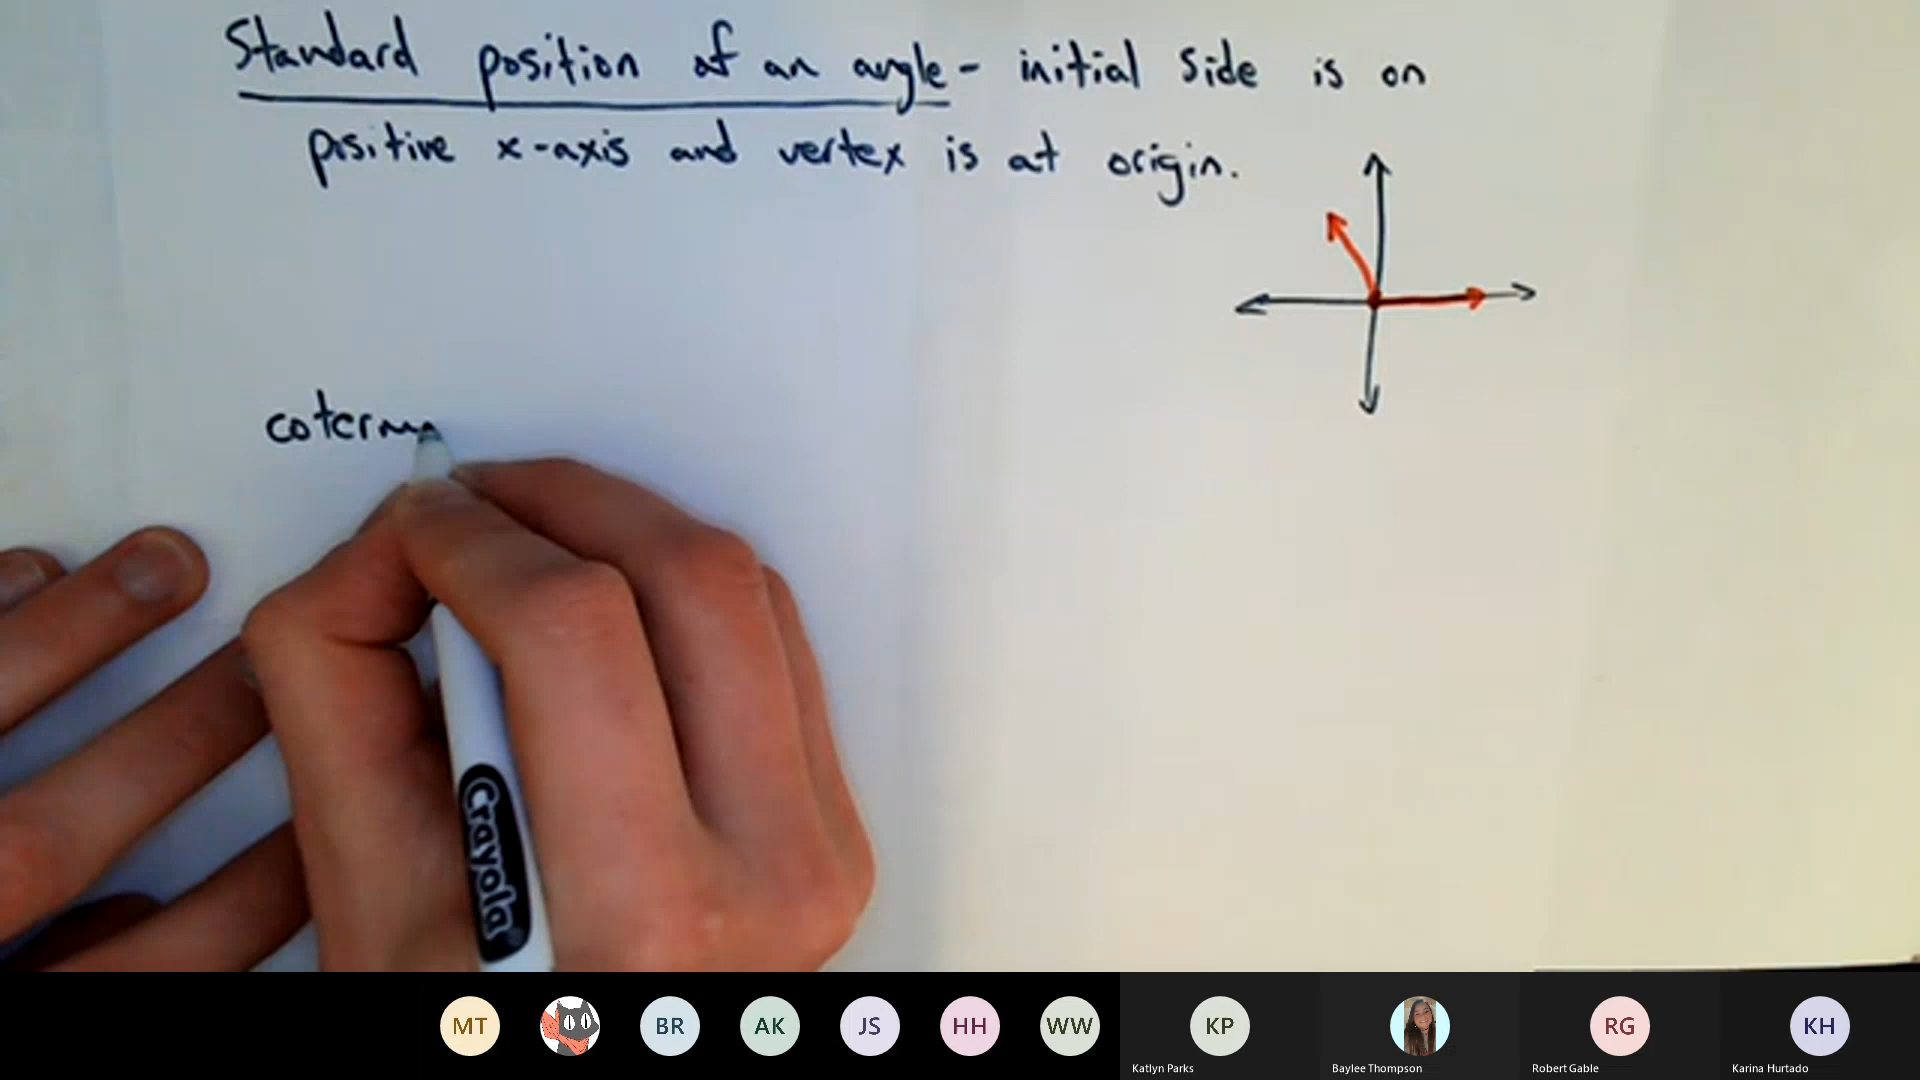 Standard position of an angle - initial side is on
positive x-axis and vertex is at origin.
coterm
Crayola
MT
BR
AK
JS
HH
WW
KP
RG
KH
Katlyn Parks
Baylee Thompson
Robert Gable
Karina Hurtado